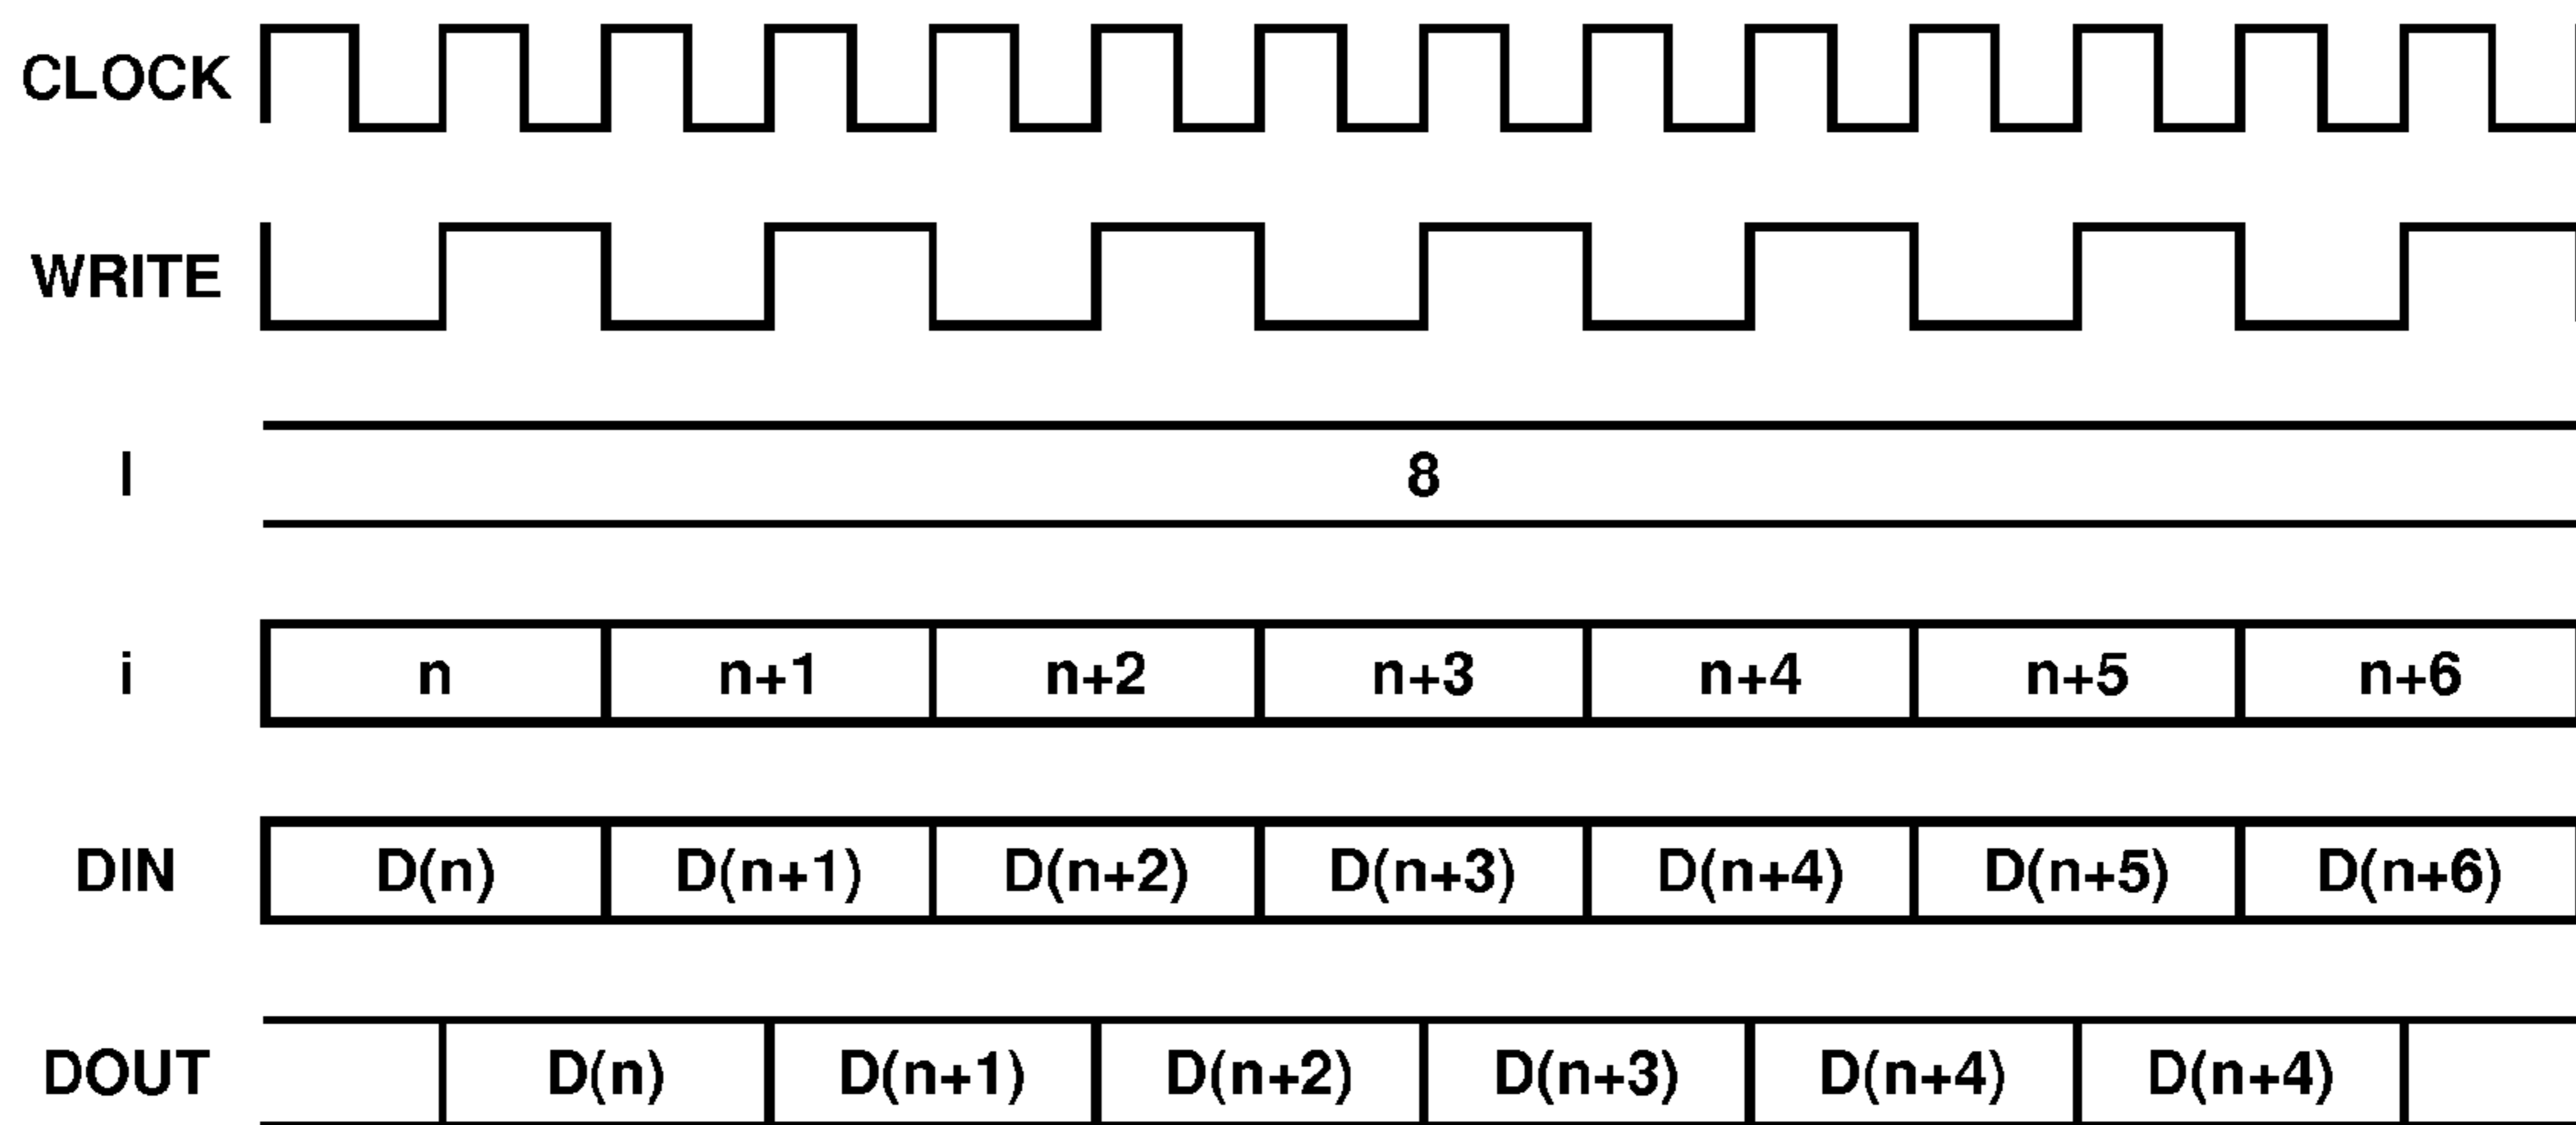 CLOCK
WRITE
I 8
i n n+1 n+2 n+3 n+4 n+5 n+6
DIN D(n) D(n+1) D(n+2) D(n+3) D(n+4) D(n+5) D(n+6)
DOUT D(n) D(n+1) D(n+2) D(n+3) D(n+4) D(n+4)